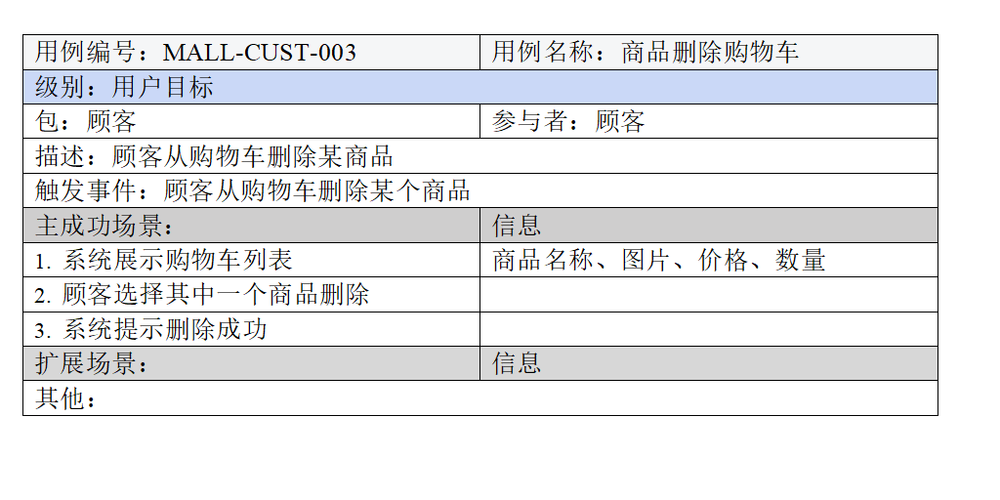 用例编号：MALL-CUST-003 用例名称：商品删除购物车
级别：用户目标
包：顾客 参与者：顾客
描述：顾客从购物车删除某商品
触发事件：顾客从购物车删除某个商品
主成功场景： 信息
1. 系统展示购物车列表 商品名称、图片、价格、数量
2. 顾客选择其中一个商品删除
3. 系统提示删除成功
扩展场景： 信息
其他：